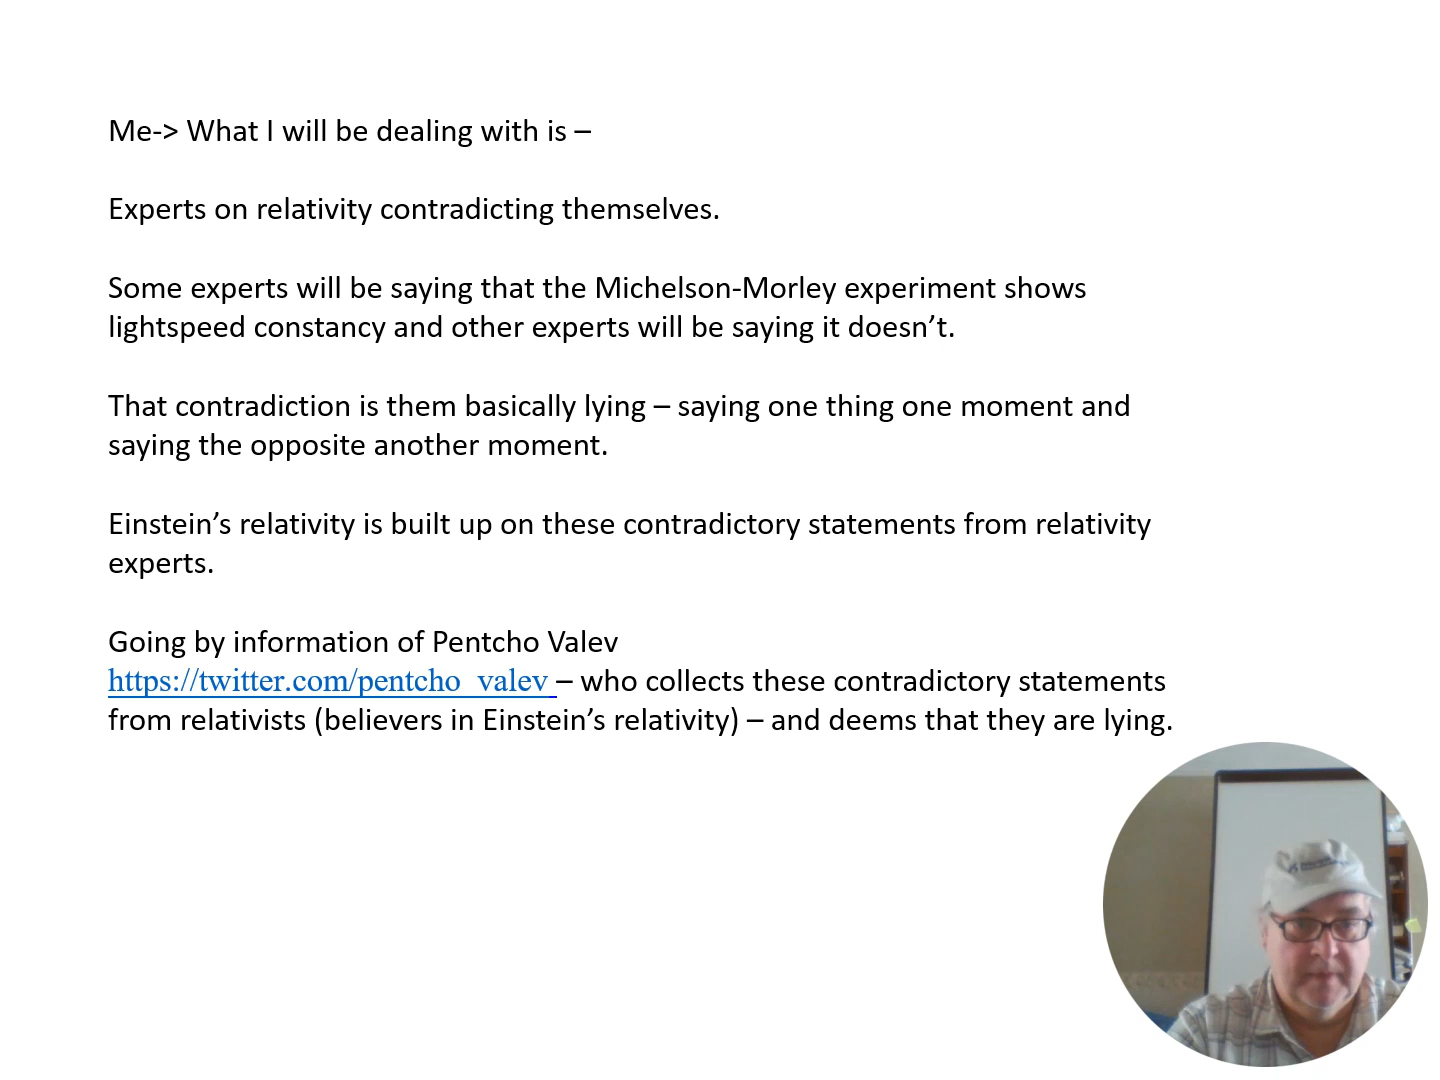 Me-> What I will be dealing with is –
Experts on relativity contradicting themselves.
Some experts will be saying that the Michelson-Morley experiment shows
lightspeed constancy and other experts will be saying it doesn’t.
That contradiction is them basically lying – saying one thing one moment and
saying the opposite another moment.
Einstein’s relativity is built up on these contradictory statements from relativity
experts.
Going by information of Pentcho Valev
https://twitter.com/pentcho_valev – who collects these contradictory statements
from relativists (believers in Einstein’s relativity) – and deems that they are lying.